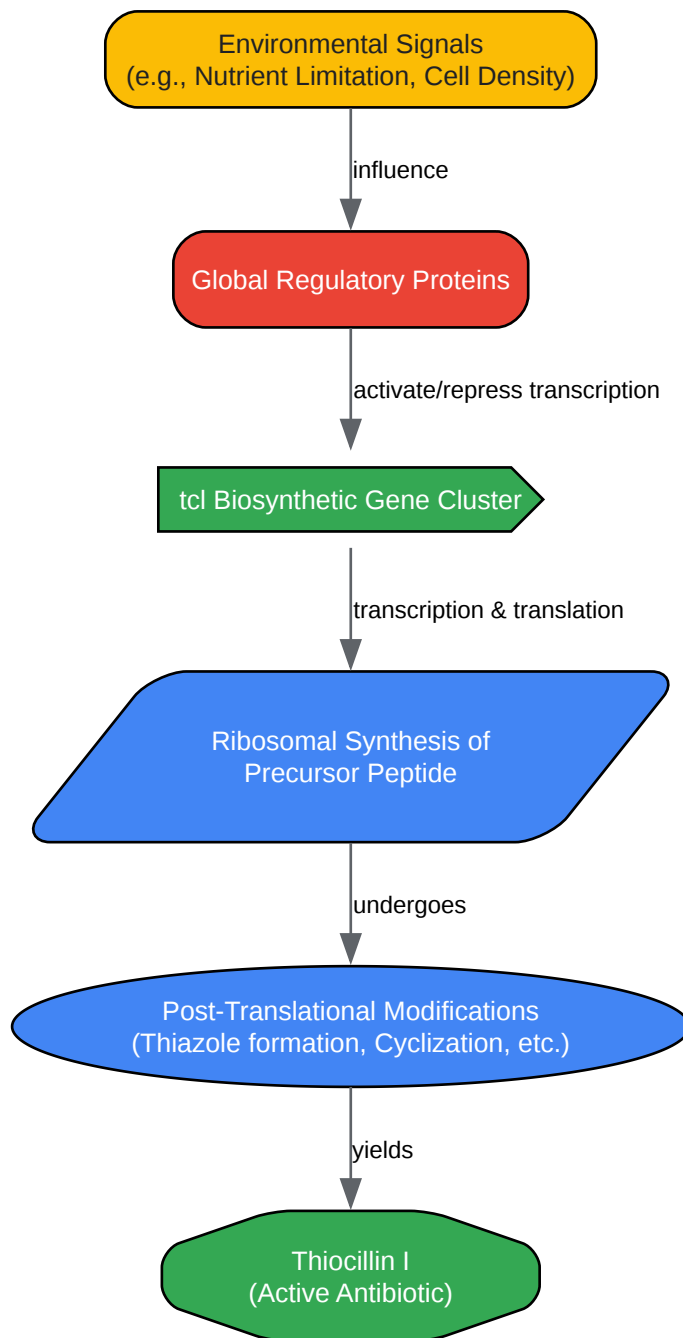 Environmental Signals
(e.g., Nutrient Limitation, Cell Density)
influence
Global Regulatory Proteins
activate/repress transcription
tcl Biosynthetic Gene Cluster
transcription & translation
Ribosomal Synthesis of
Precursor Peptide
undergoes
Post-Translational Modifications
(Thiazole formation, Cyclization, etc.)
yields
Thiocillin I
(Active Antibiotic)